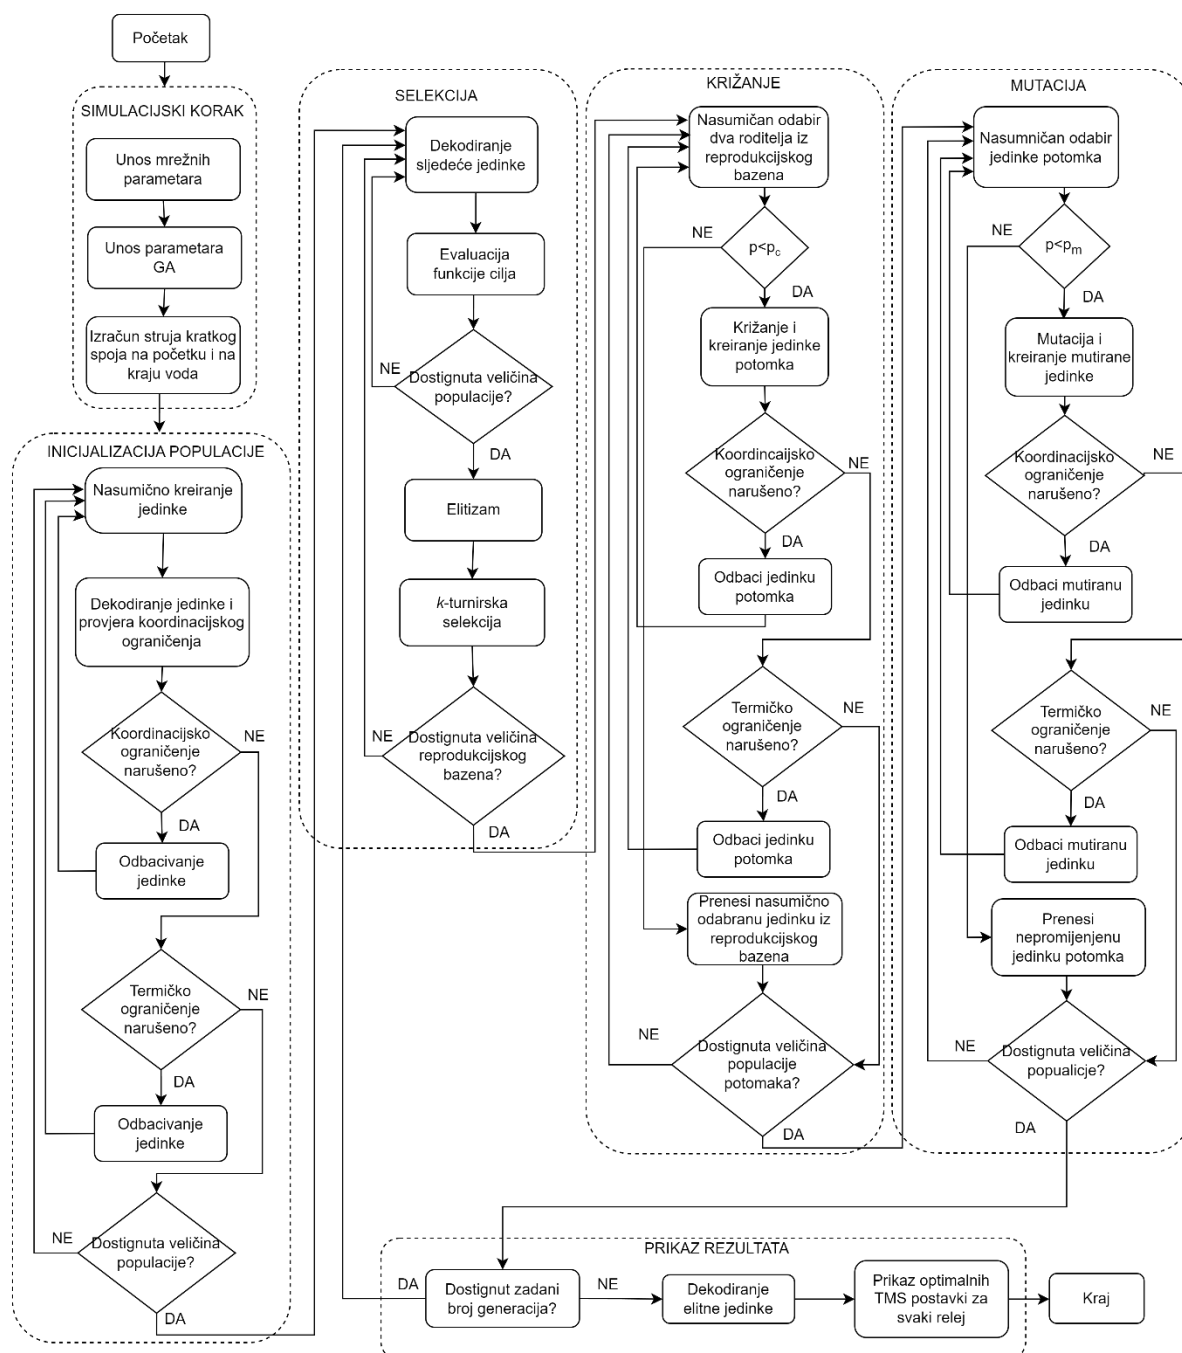 Početak
SIMULACIJSKI KORAK
Unos mrežnih
parametara
Unos parametara
GA
Izračun struja kratkog
spoja na početku i na
kraju voda
INICIJALIZACIJA POPULACIJE
Nasumično kreiranje
jedinke
Dekodiranje jedinke i
provjera koordinacijskog
ograničenja
Koordinacijsko
ograničenje
narušeno?
NE
DA
Odbacivanje
jedinke
Termičko
ograničenje
narušeno?
NE
DA
Odbacivanje
jedinke
Dostignuta veličina
populacije?
NE
DA
SELEKCIJA
Dekodiranje
sljedeće jedinke
Evaluacija
funkcije cilja
Dostignuta veličina
populacije?
NE
DA
Elitizam
k-turnirska
selekcija
Dostignuta veličina
reprodukcijskog
bazena?
NE
DA
KRIŽANJE
Nasumičan odabir
dva roditelja iz
reprodukcijskog
bazena
NE
p<pc
DA
Križanje i
kreiranje jedinke
potomka
Koordincaijsko
ograničenje
narušeno?
NE
DA
Odbaci jedinku
potomka
Termičko
ograničenje
narušeno?
NE
DA
Odbaci jedinku
potomka
Prenesi nasumično
odabranu jedinku iz
reprodukcijskog
bazena
Dostignuta veličina
populacije
potomaka?
NE
DA
MUTACIJA
Nasumničan odabir
jedinke potomka
NE
p<pm
DA
Mutacija i
kreiranje mutirane
jedinke
Koordinacijsko
ograničenje
narušeno?
NE
DA
Odbaci mutiranu
jedinku
Termičko
ograničenje
narušeno?
NE
DA
Odbaci mutiranu
jedinku
Prenesi
nepromijenjenu
jedinku potomka
Dostignuta veličina
popualicje?
NE
DA
PRIKAZ REZULTATA
DA
Dostignut zadani
broj generacija?
NE
Dekodiranje
elitne jedinke
Prikaz optimalnih
TMS postavki za
svaki relej
Kraj